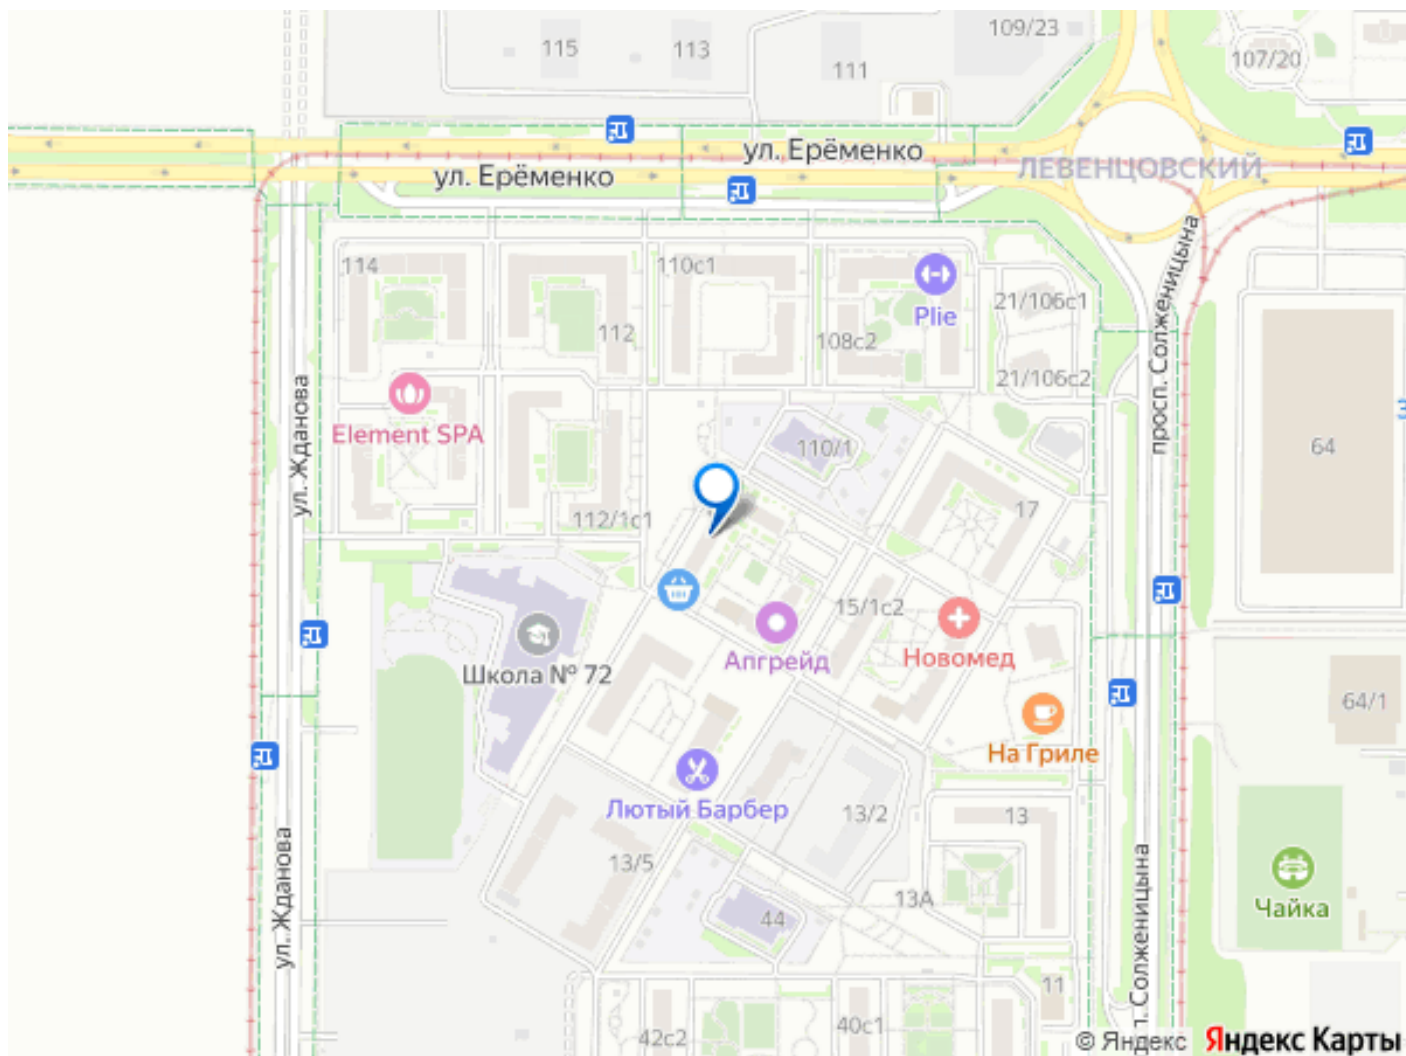 109/23
115
113
111
107/20
ул. Ерёменко
ЛЕВЕНЦОВСКИЙ
ул. Ерёменко
просп. Солженицына
114
110с1
Plie
21/106с1
112
108с2
21/106с2
ул. Жданова
Element SPA
110/1
64
17
112/1с1
15/1с2
Школа № 72
Апгрейд
Новомед
64/1
На Гриле
Лютый Барбер
13/2
13
13/5
ул. Жданова
13А
44
Чайка
п. Солженицына
11
42с2
40с1
© Яндекс Яндекс Карты